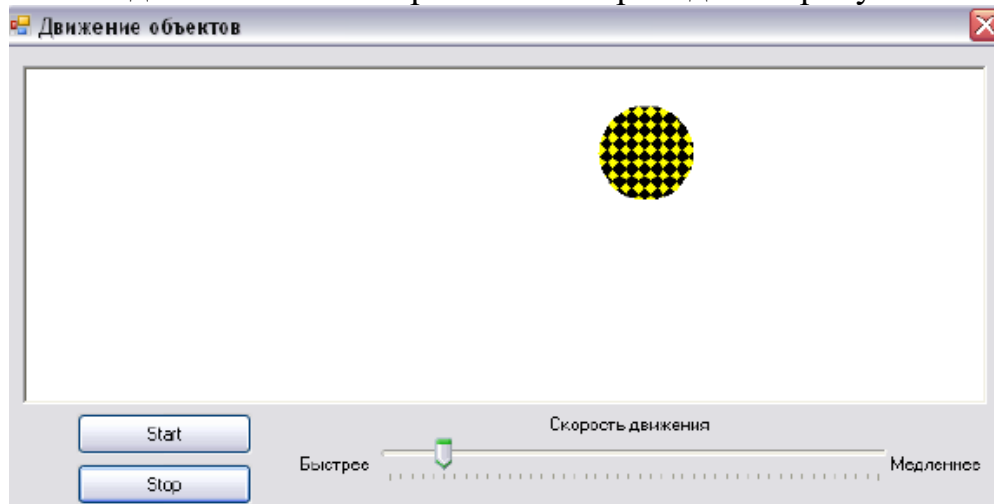 Движение объектов
Start
Stop
Скорость движения
Быстрее
Медленнее